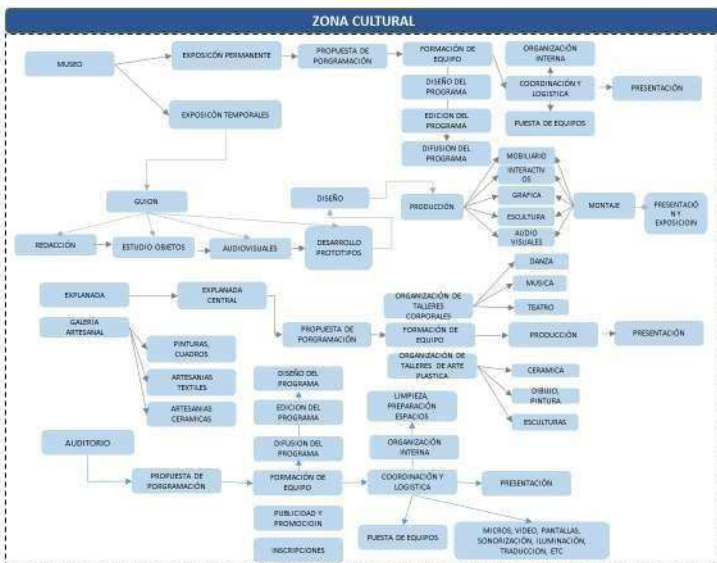 ZONA CULTURAL
MUSEO
EXPOSICÓN PERMANENTE
PROPUESTA DE
PORGRAMACIÓN
FORMACIÓN DE
EQUIPO
ORGANIZACIÓN
INTERNA
DISEÑO DEL
PROGRAMA
COORDINACIÓN Y
LOGISTICA
PRESENTACIÓN
EXPOSICÓN TEMPORALES
EDICION DEL
PROGRAMA
PUESTA DE EQUIPOS
DIFUSIÓN DEL
PROGRAMA
MOBILIARIO
INTERACTIV
OS
GUION
DISEÑO
PRODUCCIÓN
GRAFICA
MONTAJE
PRESENTACIÓ
N Y
EXPOSICIOIN
ESCULTURA
AUDIO
VISUALES
REDACCIÓN
ESTUDIO OBJETOS
AUDIOVISUALES
DESARROLLO
PROTOTIPOS
DANZA
EXPLANADA
EXPLANADA
CENTRAL
ORGANIZACIÓN DE
TALLERES
CORPORALES
MUSICA
TEATRO
GALERÍA
ARTESANAL
PROPUESTA DE
PORGRAMACIÓN
FORMACIÓN DE
EQUIPO
PRODUCCIÓN
PRESENTACIÓN
PINTURAS,
CUADROS
ORGANIZACIÓN DE
TALLERES DE ARTE
PLASTICA
CERAMICA
ARTESANIAS
TEXTILES
DISEÑO DEL
PROGRAMA
DIBUJO,
PINTURA
ARTESANIAS
CERAMICAS
EDICION DEL
PROGRAMA
LIMPIEZA,
PREPARACIÓN
ESPACIOS
ESCULTURAS
AUDITORIO
DIFUSION DEL
PROGRAMA
ORGANIZACIÓN
INTERNA
PROPUESTA DE
PORGRAMACIÓN
FORMACIÓN DE
EQUIPO
COORDINACIÓN Y
LOGISTICA
PRESENTACIÓN
PUBLICIDAD Y
PROMOCIOIN
PUESTA DE EQUIPOS
MICROS, VIDEO, PANTALLAS,
SONORIZACIÓN, ILUMINACIÓN,
TRADUCCION, ETC
INSCRIPCIONES